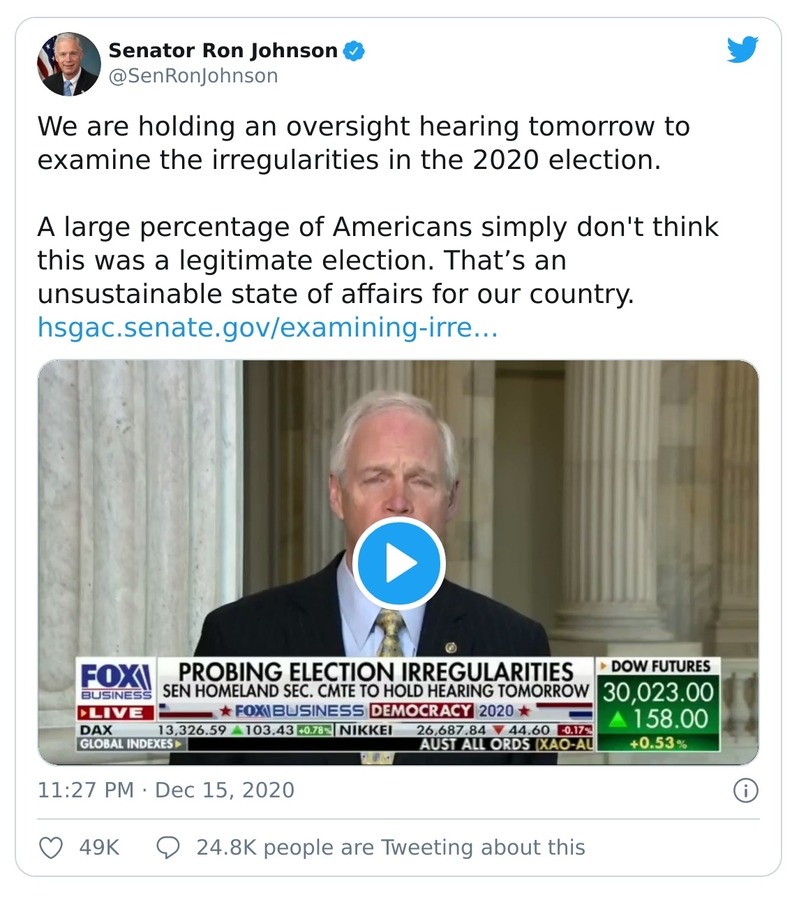 Senator Ron Johnson
@SenRonJohnson
We are holding an oversight hearing tomorrow to
examine the irregularities in the 2020 election.
A large percentage of Americans simply don't think
this was a legitimate election. That’s an
unsustainable state of affairs for our country.
hsgac.senate.gov/examining-irre…
FOX BUSINESS
PROBING ELECTION IRREGULARITIES
SEN HOMELAND SEC. CMTE TO HOLD HEARING TOMORROW
LIVE
FOX BUSINESS DEMOCRACY 2020
DAX 13,326.59 ▲ 103.43 +0.78% NIKKEI 26,687.84 ▼ 44.60 -0.17%
GLOBAL INDEXES AUST ALL ORDS (XAO-AU
DOW FUTURES
30,023.00
▲ 158.00
+0.53%
11:27 PM · Dec 15, 2020
49K
24.8K people are Tweeting about this